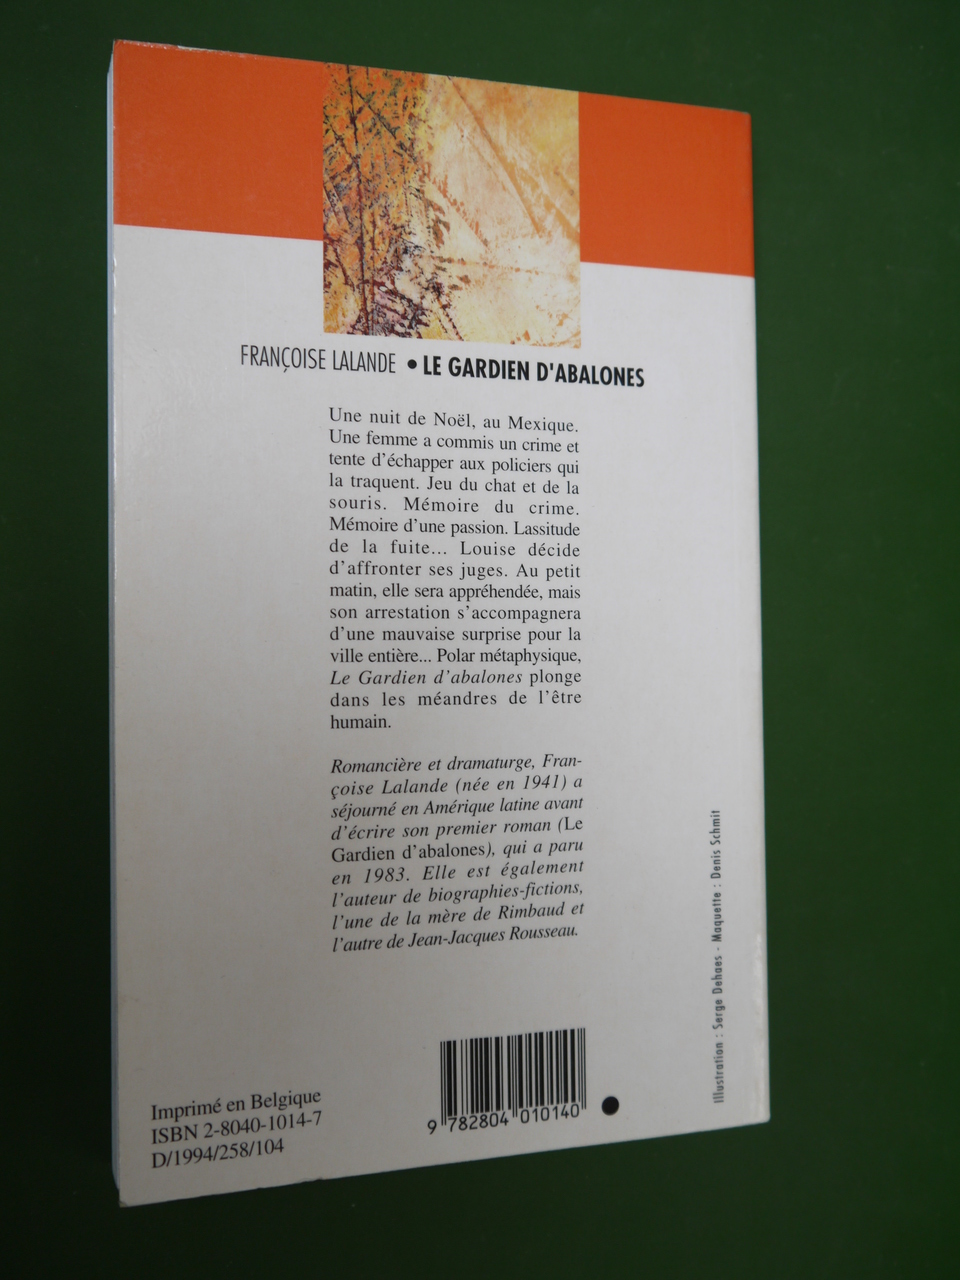 FRANÇOISE LALANDE • LE GARDIEN D'ABALONES
Une nuit de Noël, au Mexique.
Une femme a commis un crime et
tente d'échapper aux policiers qui
la traquent. Jeu du chat et de la
souris. Mémoire du crime.
Mémoire d'une passion. Lassitude
de la fuite... Louise décide
d'affronter ses juges. Au petit
matin, elle sera appréhendée, mais
son arrestation s'accompagnera
d'une mauvaise surprise pour la
ville entière... Polar métaphysique,
Le Gardien d'abalones plonge
dans les méandres de l'être
humain.
Romancière et dramaturge, Fran-
çoise Lalande (née en 1941) a
séjourné en Amérique latine avant
d'écrire son premier roman (Le
Gardien d'abalones), qui a paru
en 1983. Elle est également
l'auteur de biographies-fictions,
l'une de la mère de Rimbaud et
l'autre de Jean-Jacques Rousseau.
Illustration : Serge Dehaes - Maquette : Denis Schmit
Imprimé en Belgique
ISBN 2-8040-1014-7
D/1994/258/104
9 782804 010140